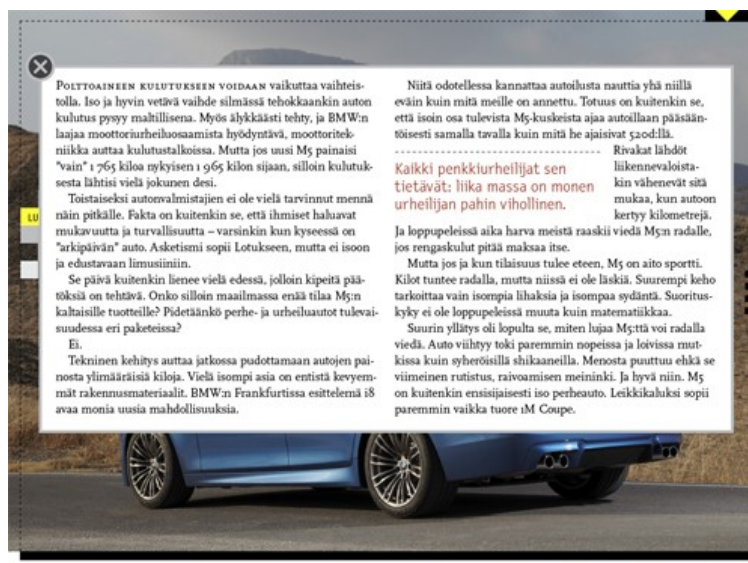 LU
POLTTOAINEEN KULUTUKSEEN VOIDAAN vaikuttaa vaihteis-
tolla. Iso ja hyvin vetävä vaihde silmässä tehokkaankin auton
kulutus pysyy maltillisena. Myös älykkäästi tehty, ja BMW:n
laajaa moottoriurheiluosaamista hyödyntävä, moottoritek-
niikka auttaa kulutustalkoissa. Mutta jos uusi M5 painaisi
"vain" 1 765 kiloa nykyisen 1 965 kilon sijaan, silloin kulutuk-
sesta lähtisi vielä jokunen desi.
Toistaiseksi autonvalmistajien ei ole vielä tarvinnut mennä
näin pitkälle. Fakta on kuitenkin se, että ihmiset haluavat
mukavuutta ja turvallisuutta – varsinkin kun kyseessä on
"arkipäivän" auto. Asketismi sopii Lotukseen, mutta ei isoon
ja edustavaan limusiiniin.
Se päivä kuitenkin lienee vielä edessä, jolloin kipeitä pää-
töksiä on tehtävä. Onko silloin maailmassa enää tilaa M5:n
kaltaisille tuotteille? Pidetäänkö perhe- ja urheiluautot tulevai-
suudessa eri paketeissa?
Ei.
Tekninen kehitys auttaa jatkossa pudottamaan autojen pai-
nosta ylimääräisiä kiloja. Vielä isompi asia on entistä kevyem-
mät rakennusmateriaalit. BMW:n Frankfurtissa esittelemä i8
avaa monia uusia mahdollisuuksia.
Niitä odotellessa kannattaa autoilusta nauttia yhä niillä
eväin kuin mitä meille on annettu. Totuus on kuitenkin se,
että isoin osa tulevista M5-kuskeista ajaa autoillaan pääsään-
töisesti samalla tavalla kuin mitä he ajaisivat 520d:llä.
Rivakat lähdöt
liikennevaloista-
kin vähenevät sitä
mukaa, kun autoon
kertyy kilometrejä.
Kaikki penkkiurheilijat sen
tietävät: liika massa on monen
urheilijan pahin vihollinen.
Ja loppupeleissä aika harva meistä raaskii viedä M5:n radalle,
jos rengaskulut pitää maksaa itse.
Mutta jos ja kun tilaisuus tulee eteen, M5 on aito sportti.
Kilot tuntee radalla, mutta niissä ei ole läskiä. Suurempi keho
tarkoittaa vain isompia lihaksia ja isompaa sydäntä. Suoritus-
kyky ei ole loppupeleissä muuta kuin matematiikkaa.
Suurin yllätys oli lopulta se, miten lujaa M5:ttä voi radalla
viedä. Auto viihtyy toki paremmin nopeissa ja loivissa mut-
kissa kuin syheröisillä shikaaneilla. Menosta puuttuu ehkä se
viimeinen rutistus, raivoamisen meininki. Ja hyvä niin. M5
on kuitenkin ensisijaisesti iso perheauto. Leikkikaluksi sopii
paremmin vaikka tuore 1M Coupe.